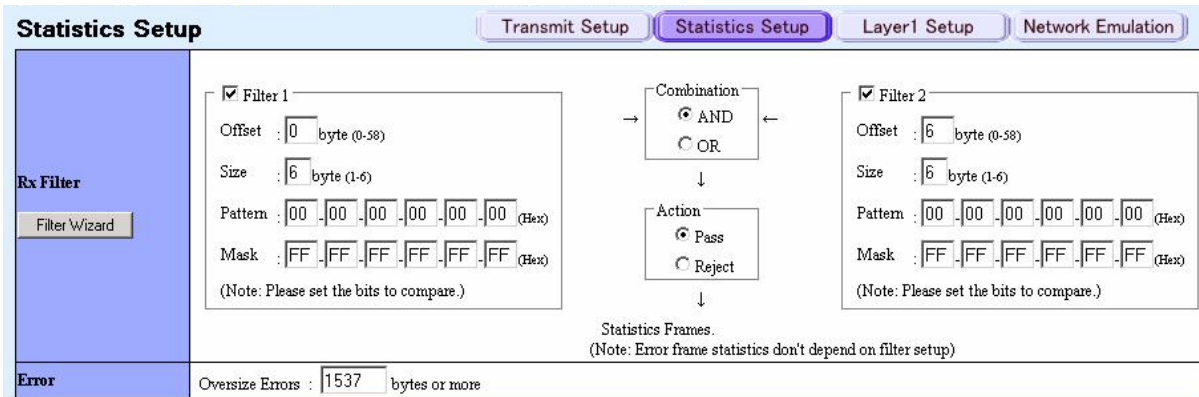 Statistics Setup
Transmit Setup
Statistics Setup
Layer1 Setup
Network Emulation
Rx Filter
Filter Wizard
Filter 1
Offset : 0 byte (0-58)
Size : 6 byte (1-6)
Pattern : 00 -00 -00 -00 -00 -00 (Hex)
Mask : FF -FF -FF -FF -FF -FF (Hex)
(Note: Please set the bits to compare.)
→
Combination
AND
OR
←
↓
Action
Pass
Reject
↓
Filter 2
Offset : 6 byte (0-58)
Size : 6 byte (1-6)
Pattern : 00 -00 -00 -00 -00 -00 (Hex)
Mask : FF -FF -FF -FF -FF -FF (Hex)
(Note: Please set the bits to compare.)
Statistics Frames.
(Note: Error frame statistics don't depend on filter setup)
Error
Oversize Errors : 1537 bytes or more